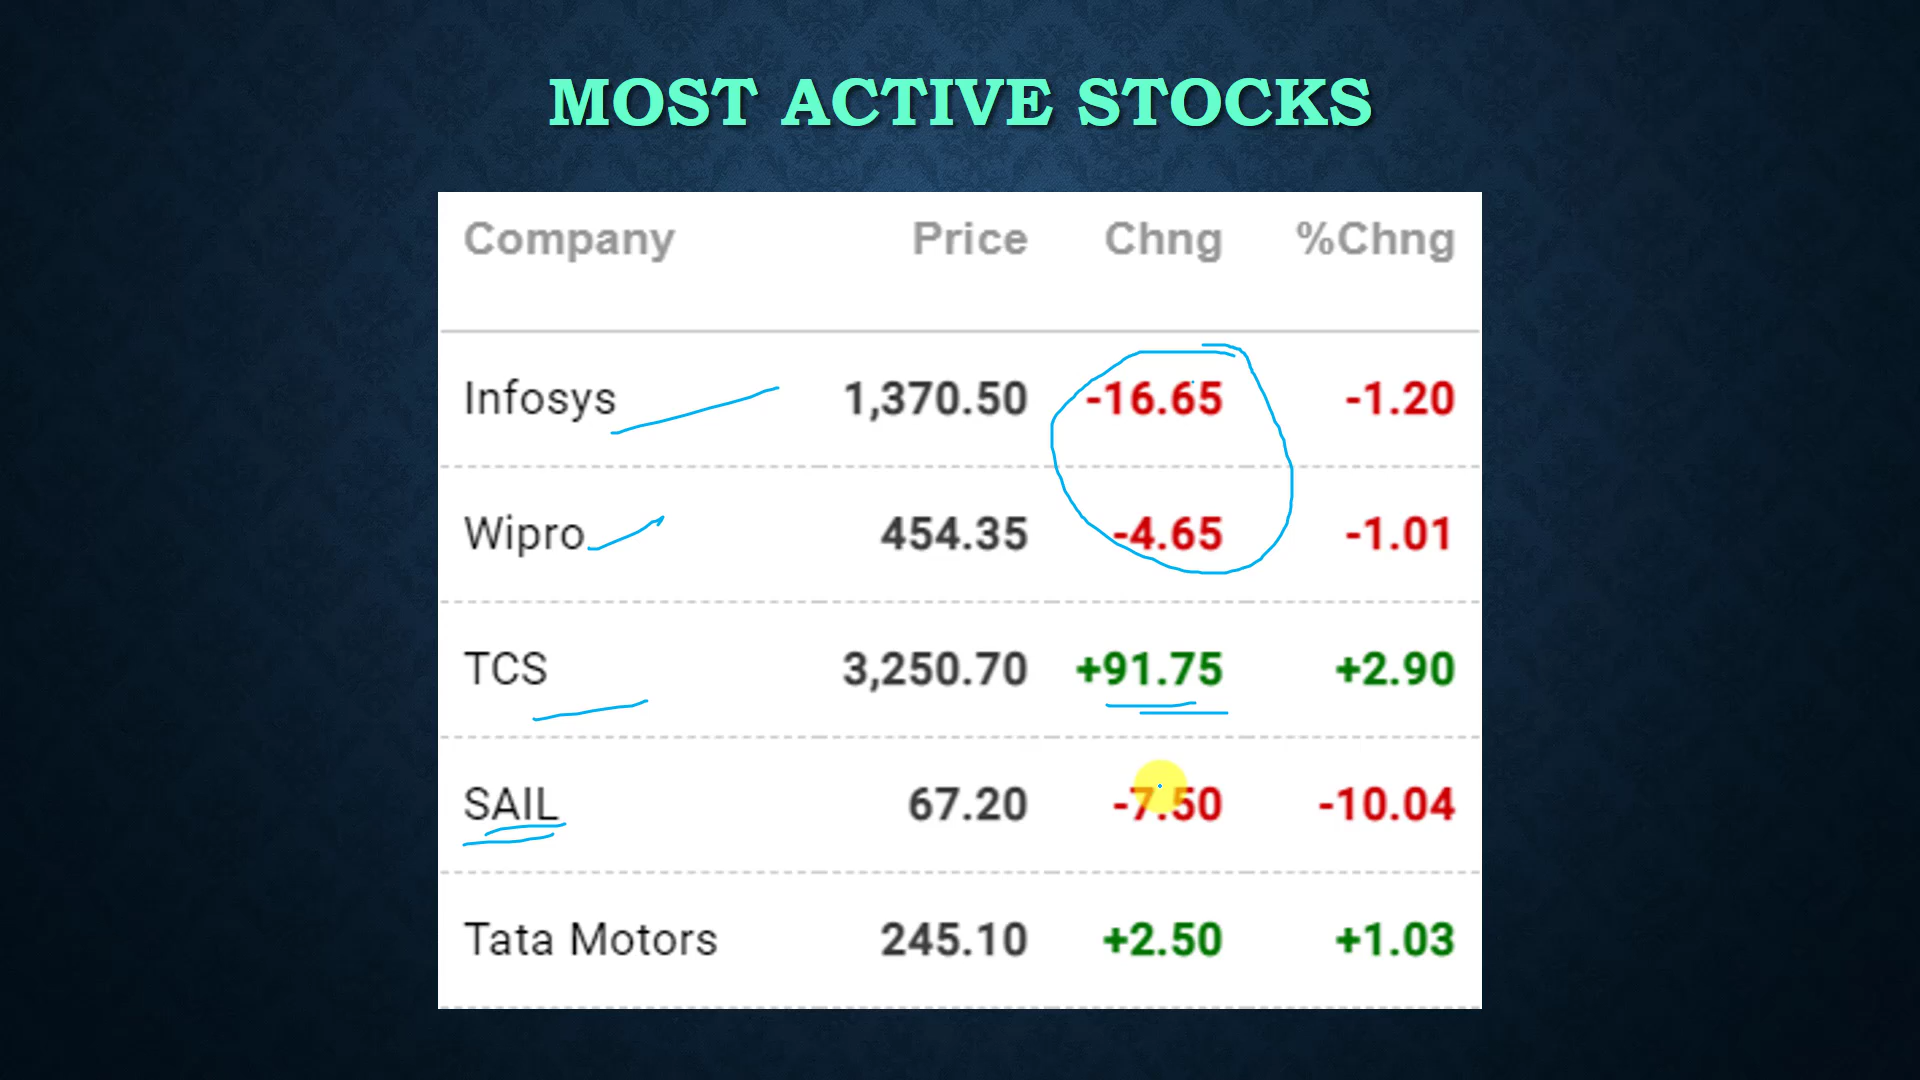 MOST ACTIVE STOCKS
Company Price Chng %Chng
Infosys 1,370.50 -16.65 -1.20
Wipro 454.35 -4.65 -1.01
TCS 3,250.70 +91.75 +2.90
SAIL 67.20 -7.50 -10.04
Tata Motors 245.10 +2.50 +1.03